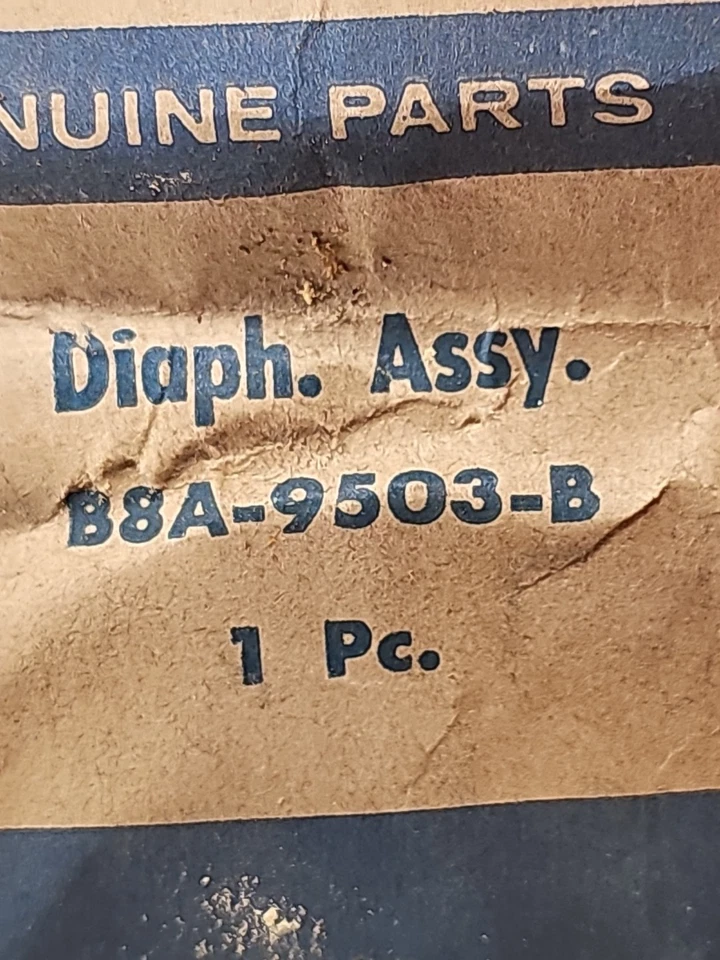 NUINE PARTS
Diaph. Assy.
B8A-9503-B
1 Pc.